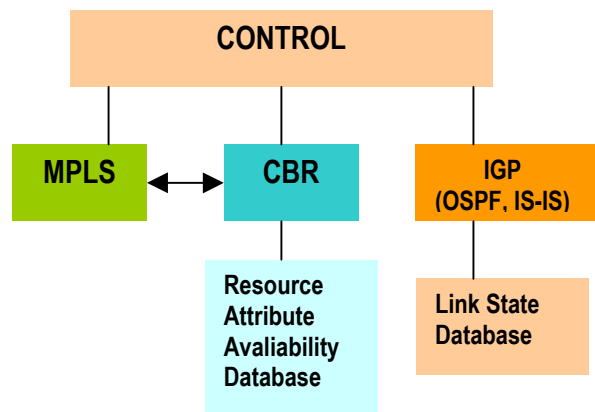 CONTROL
MPLS
CBR
IGP
(OSPF, IS-IS)
Resource
Attribute
Avaliability
Database
Link State
Database